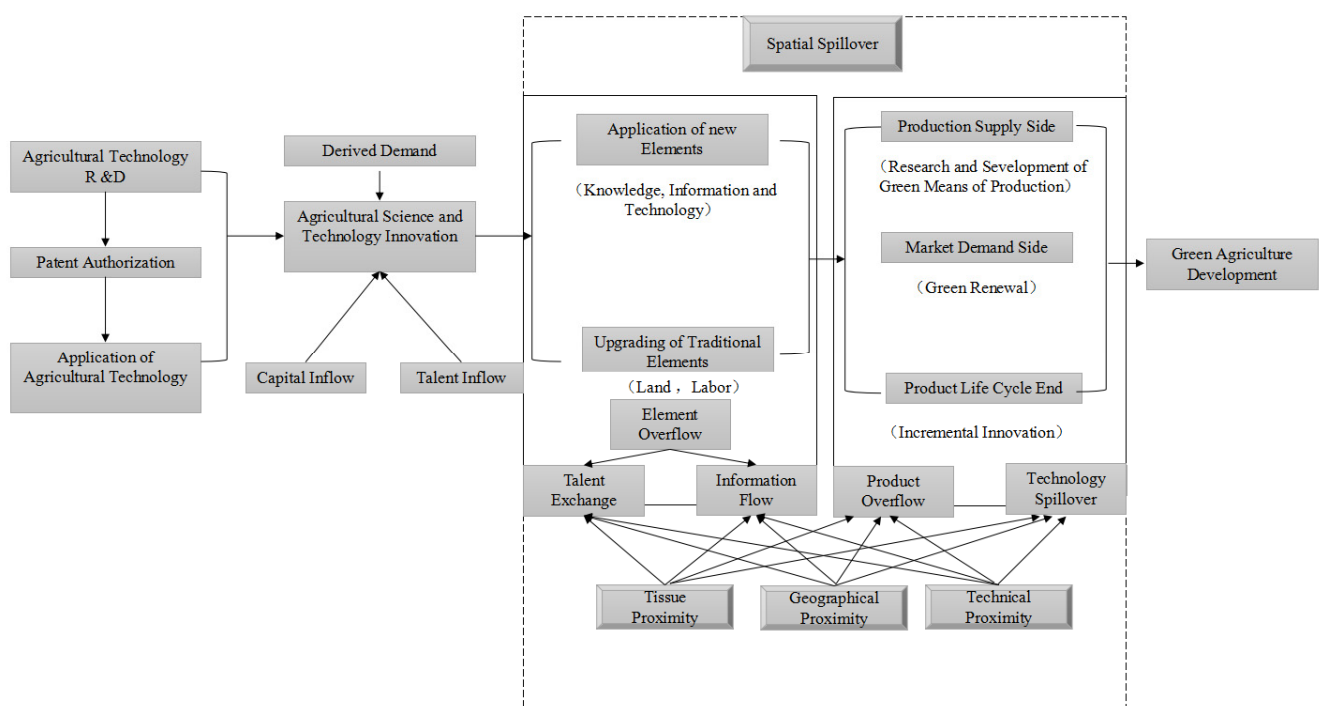 Spatial Spillover
Agricultural Technology
R &D
Patent Authorization
Application of
Agricultural Technology
Derived Demand
Agricultural Science and
Technology Innovation
Capital Inflow
Talent Inflow
Application of new
Elements
（Knowledge, Information and
Technology）
Upgrading of Traditional
Elements
（Land ，Labor）
Element
Overflow
Talent
Exchange
Information
Flow
Production Supply Side
（Research and Sevelopment of
Green Means of Production）
Market Demand Side
（Green Renewal）
Product Life Cycle End
（Incremental Innovation）
Product
Overflow
Technology
Spillover
Green Agriculture
Development
Tissue
Proximity
Geographical
Proximity
Technical
Proximity